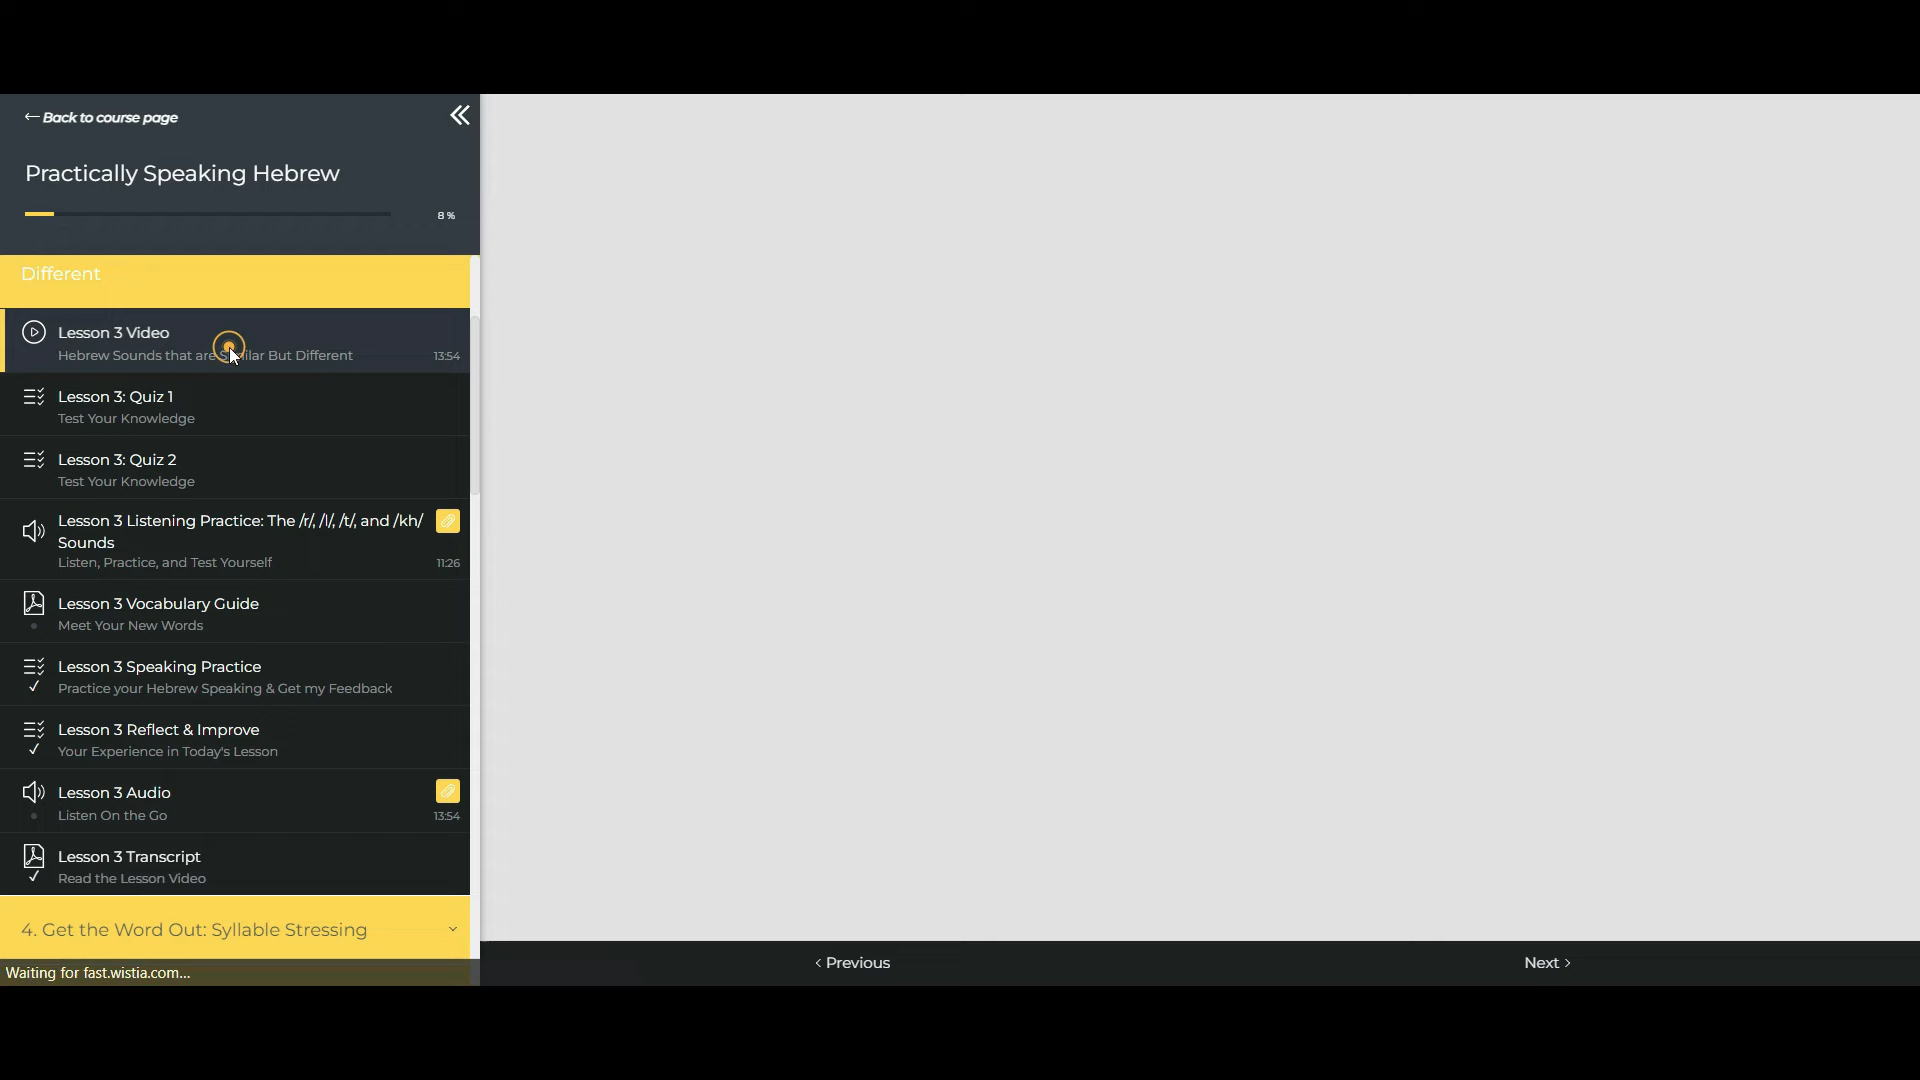 ← Back to course page
Practically Speaking Hebrew
8 %
Different
Lesson 3 Video
Hebrew Sounds that are Similar But Different
13:54
Lesson 3: Quiz 1
Test Your Knowledge
Lesson 3: Quiz 2
Test Your Knowledge
Lesson 3 Listening Practice: The /r/, /l/, /t/, and /kh/
Sounds
Listen, Practice, and Test Yourself
11:26
Lesson 3 Vocabulary Guide
Meet Your New Words
Lesson 3 Speaking Practice
Practice your Hebrew Speaking & Get my Feedback
Lesson 3 Reflect & Improve
Your Experience in Today's Lesson
Lesson 3 Audio
Listen On the Go
13:54
Lesson 3 Transcript
Read the Lesson Video
4. Get the Word Out: Syllable Stressing
Waiting for fast.wistia.com...
< Previous
Next >